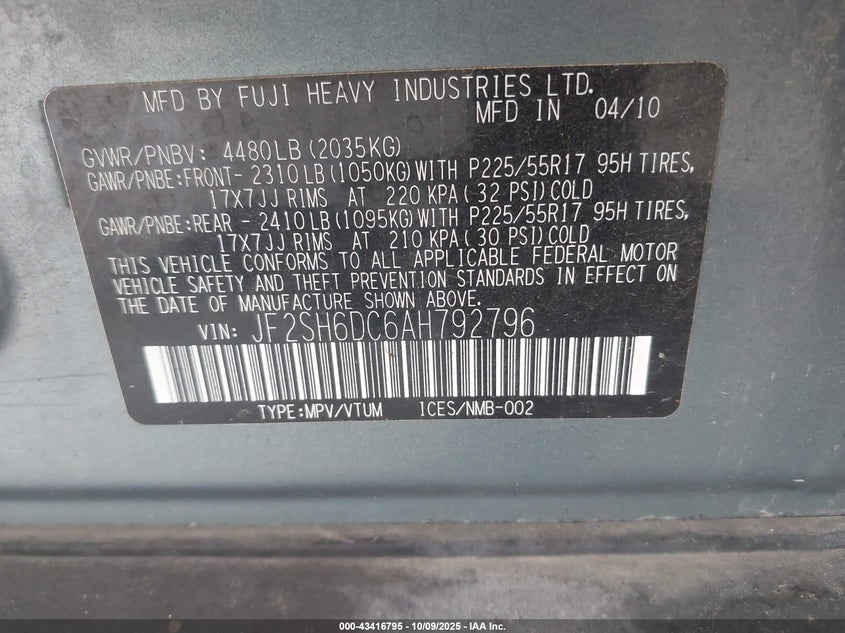 MFD BY FUJI HEAVY INDUSTRIES LTD.
MFD IN 04/10
GVWR/PNBV: 4480LB(2035KG)
GAWR/PNBE:FRONT- 2310LB(1050KG)WITH P225/55R17 95H TIRES,
17X7JJ RIMS AT 220 KPA(32 PSI)COLD
GAWR/PNBE:REAR - 2410LB(1095KG)WITH P225/55R17 95H TIRES,
17X7JJ RIMS AT 210 KPA(30 PSI)COLD
THIS VEHICLE CONFORMS TO ALL APPLICABLE FEDERAL MOTOR
VEHICLE SAFETY AND THEFT PREVENTION STANDARDS IN EFFECT ON
THE DATE OF MANUFACTURE SHOWN ABOVE.
VIN: JF2SH6DC6AH792796
TYPE:MPV/VTUM ICES/NMB-002
000-43416795 - 10/09/2025 - IAA Inc.